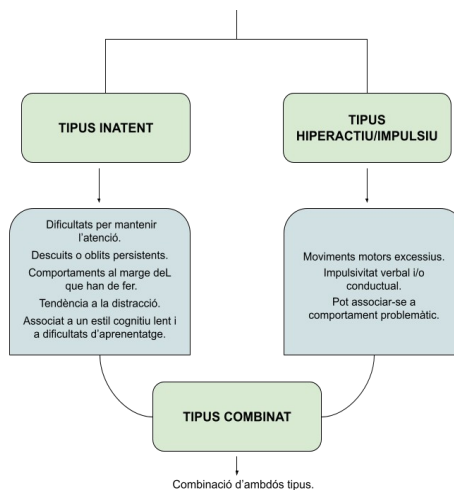 TIPUS INATENT
TIPUS
HIPERACTIU/IMPULSIU
Dificultats per mantenir
l'atenció.
Descuits o oblits persistents.
Comportaments al marge deL
que han de fer.
Tendència a la distracció.
Associat a un estil cognitiu lent i
a dificultats d'aprenentatge.
Moviments motors excessius.
Impulsivitat verbal i/o
conductual.
Pot associar-se a
comportament problemàtic.
TIPUS COMBINAT
Combinació d'ambdós tipus.